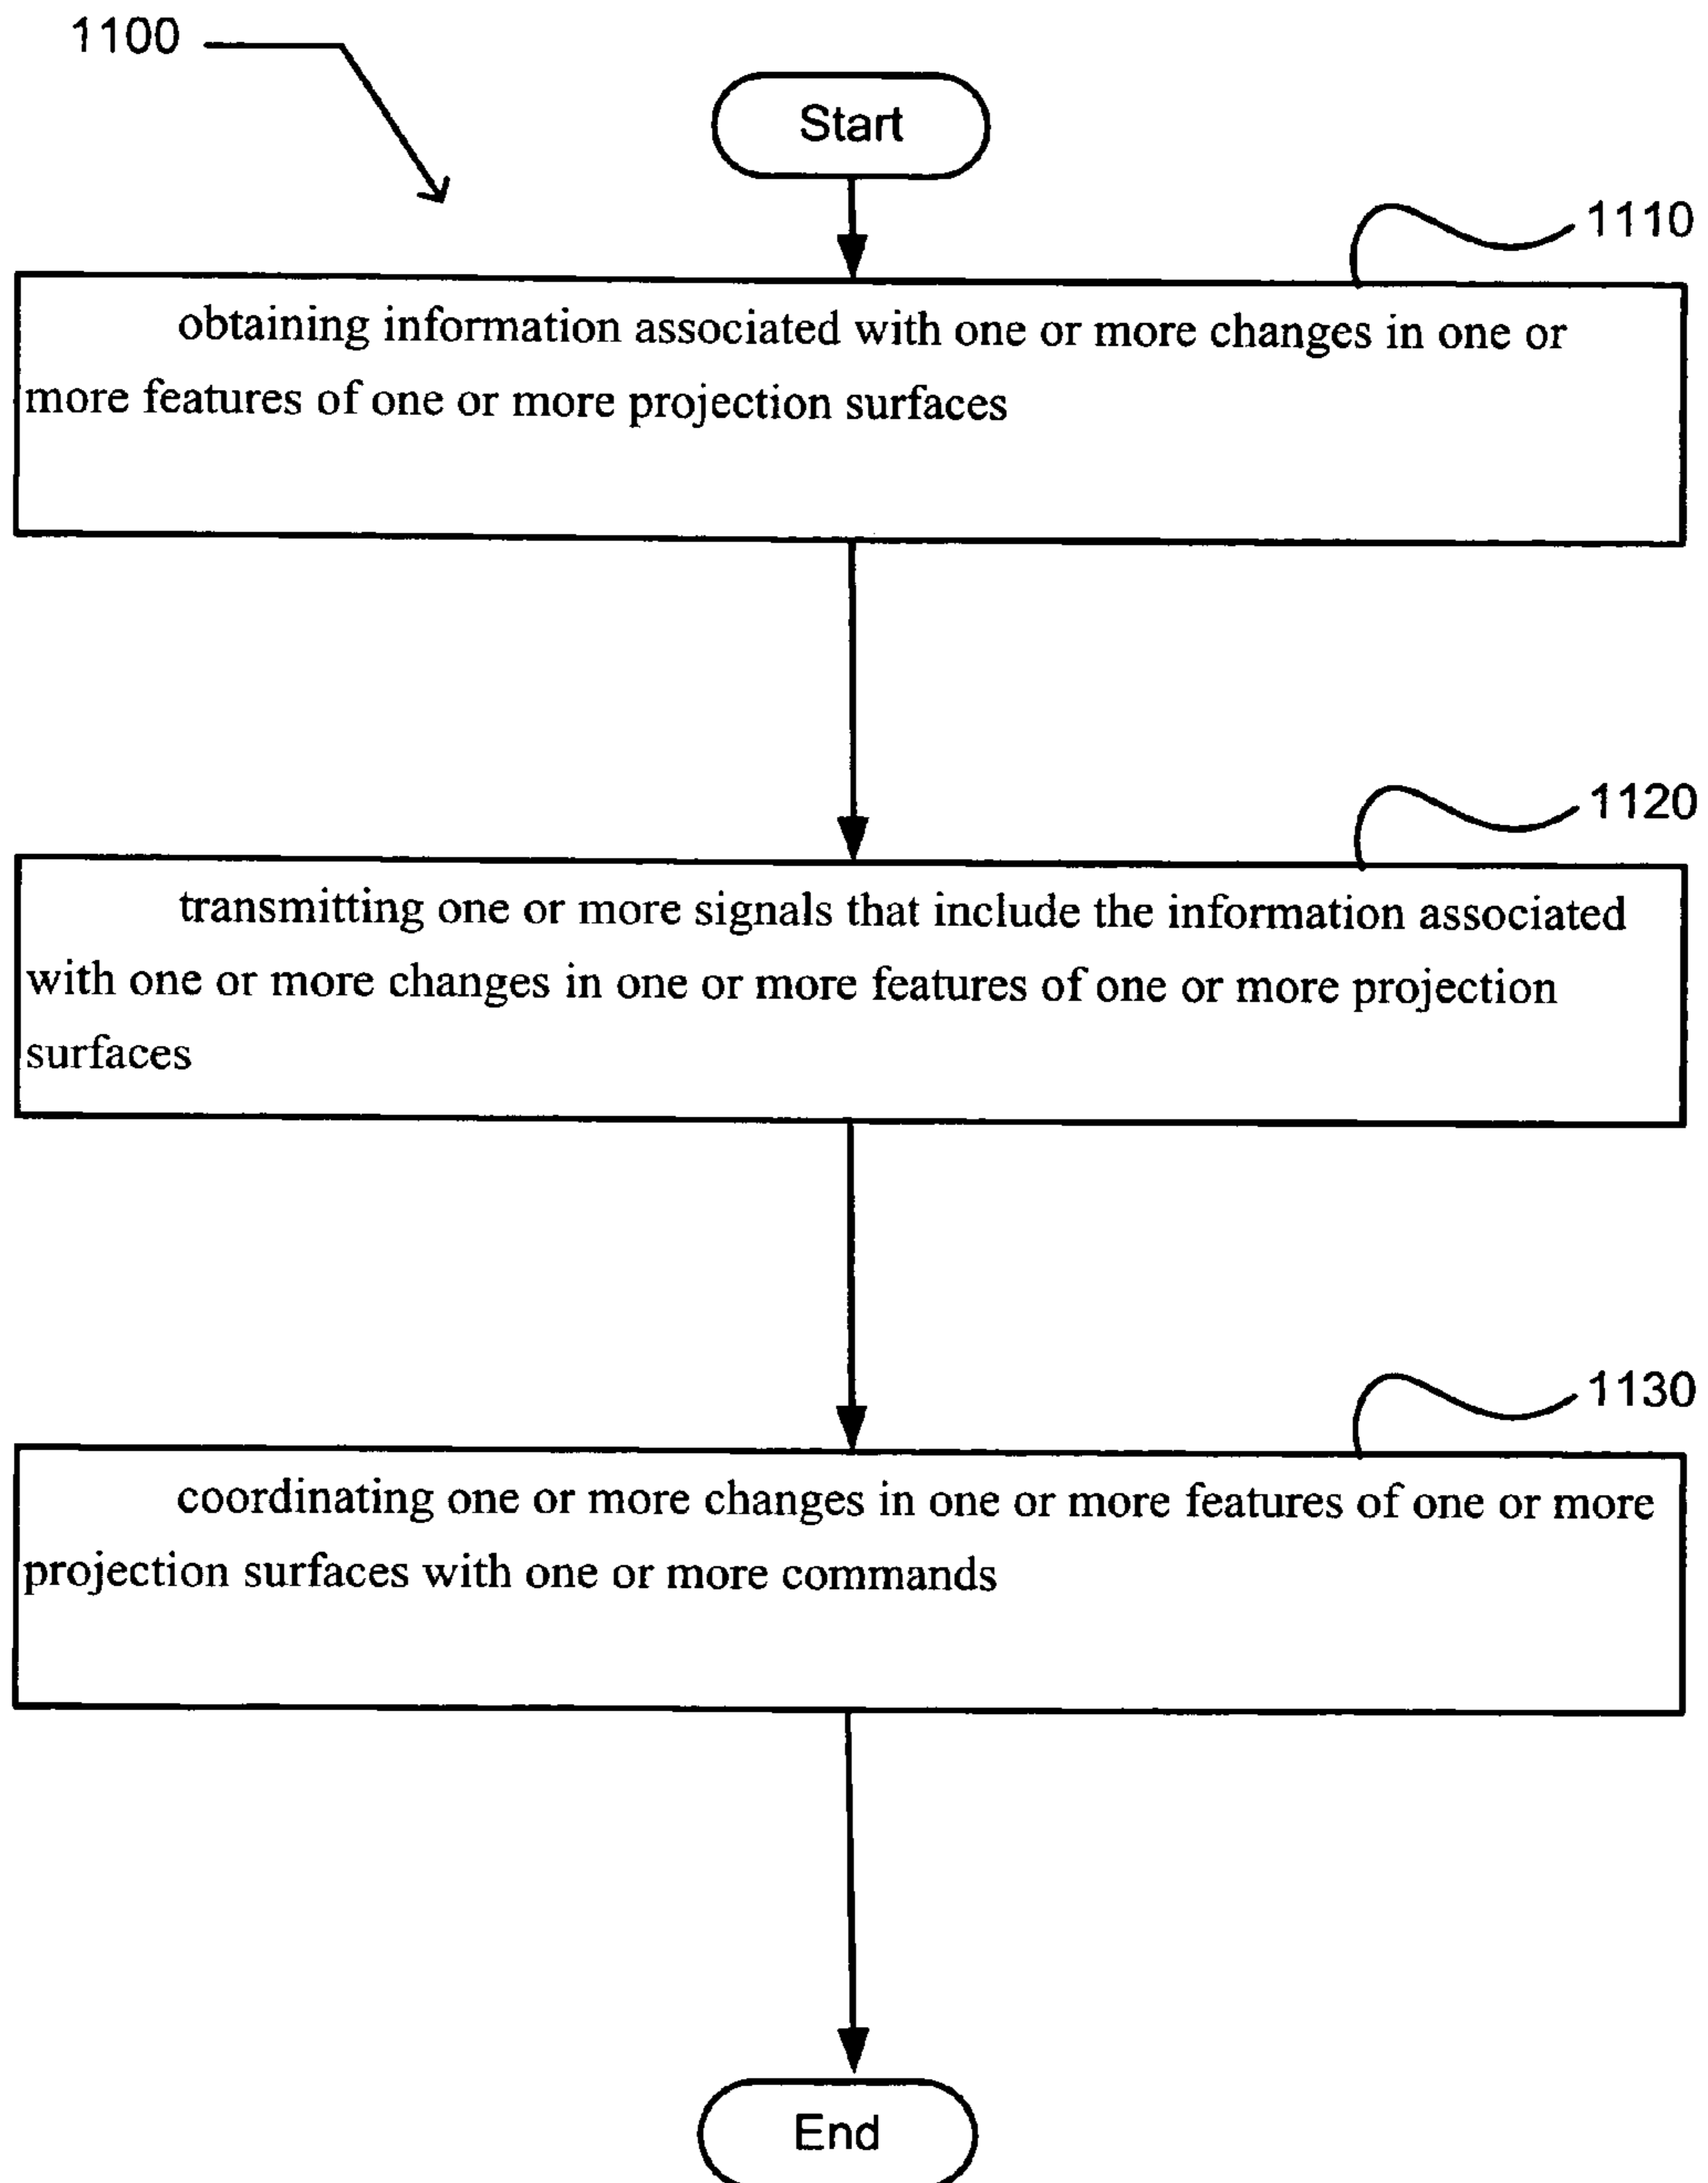 1100
Start
1110
obtaining information associated with one or more changes in one or
more features of one or more projection surfaces
1120
transmitting one or more signals that include the information associated
with one or more changes in one or more features of one or more projection
surfaces
1130
coordinating one or more changes in one or more features of one or more
projection surfaces with one or more commands
End